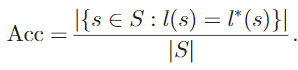 Acc = |{s ∈ S : l(s) = l*(s)}| / |S| .